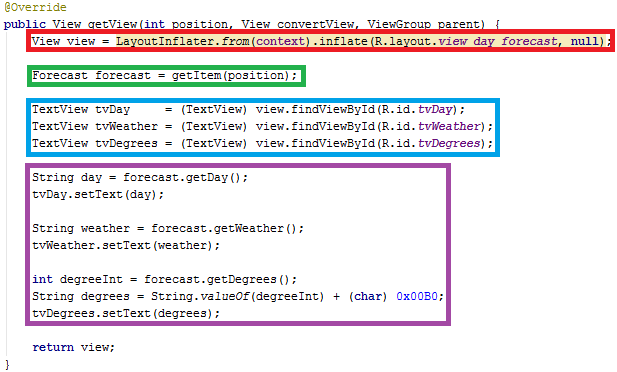 @Override
public View getView(int position, View convertView, ViewGroup parent) {
View view = LayoutInflater.from(context).inflate(R.layout.view_day_forecast, null);
Forecast forecast = getItem(position);
TextView tvDay     = (TextView) view.findViewById(R.id.tvDay);
TextView tvWeather = (TextView) view.findViewById(R.id.tvWeather);
TextView tvDegrees = (TextView) view.findViewById(R.id.tvDegrees);
String day = forecast.getDay();
tvDay.setText(day);
String weather = forecast.getWeather();
tvWeather.setText(weather);
int degreeInt = forecast.getDegrees();
String degrees = String.valueOf(degreeInt) + (char) 0x00B0;
tvDegrees.setText(degrees);
return view;
}